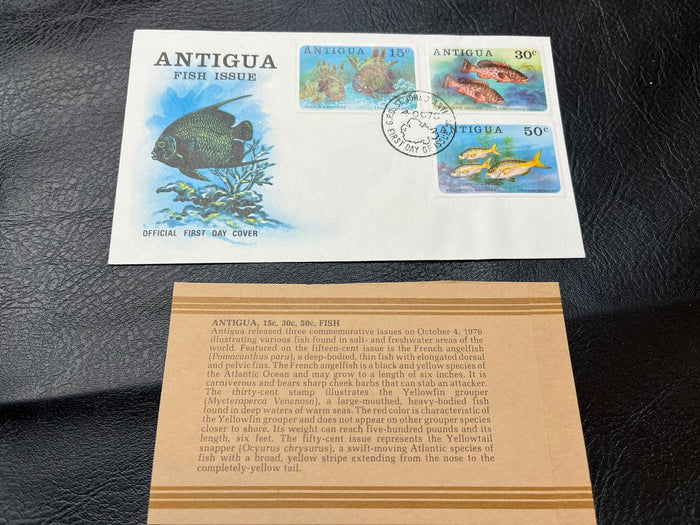 ANTIGUA
FISH ISSUE
OFFICIAL FIRST DAY COVER
ANTIGUA 15c
ANTIGUA 30c
ANTIGUA 50c
FIRST DAY OF ISSUE
ANTIGUA, 15c, 30c, 50c, FISH
Antigua released three commemorative issues on October 4, 1976
illustrating various fish found in salt- and freshwater areas of the
world. Featured on the fifteen-cent issue is the French angelfish
(Pomacanthus paru), a deep-bodied, thin fish with elongated dorsal
and pelvic fins. The French angelfish is a black and yellow species of
the Atlantic Ocean and may grow to a length of six inches. It is
carniverous and bears sharp cheek barbs that can stab an attacker.
The thirty-cent stamp illustrates the Yellowfin grouper
(Mycteroperca Venenosa), a large-mouthed, heavy-bodied fish
found in deep waters of warm seas. The red color is characteristic of
the Yellowfin grouper and does not appear on other grouper species
closer to shore. Its weight can reach five-hundred pounds and its
length, six feet. The fifty-cent issue represents the Yellowtail
snapper (Ocyurus chrysurus), a swift-moving Atlantic species of
fish with a broad, yellow stripe extending from the nose to the
completely-yellow tail.